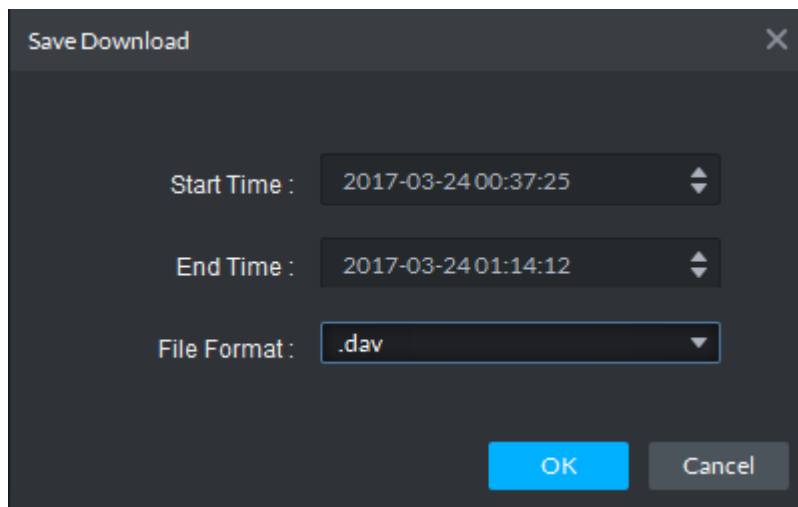 Save Download
Start Time : 2017-03-24 00:37:25
End Time : 2017-03-24 01:14:12
File Format : .dav
OK Cancel